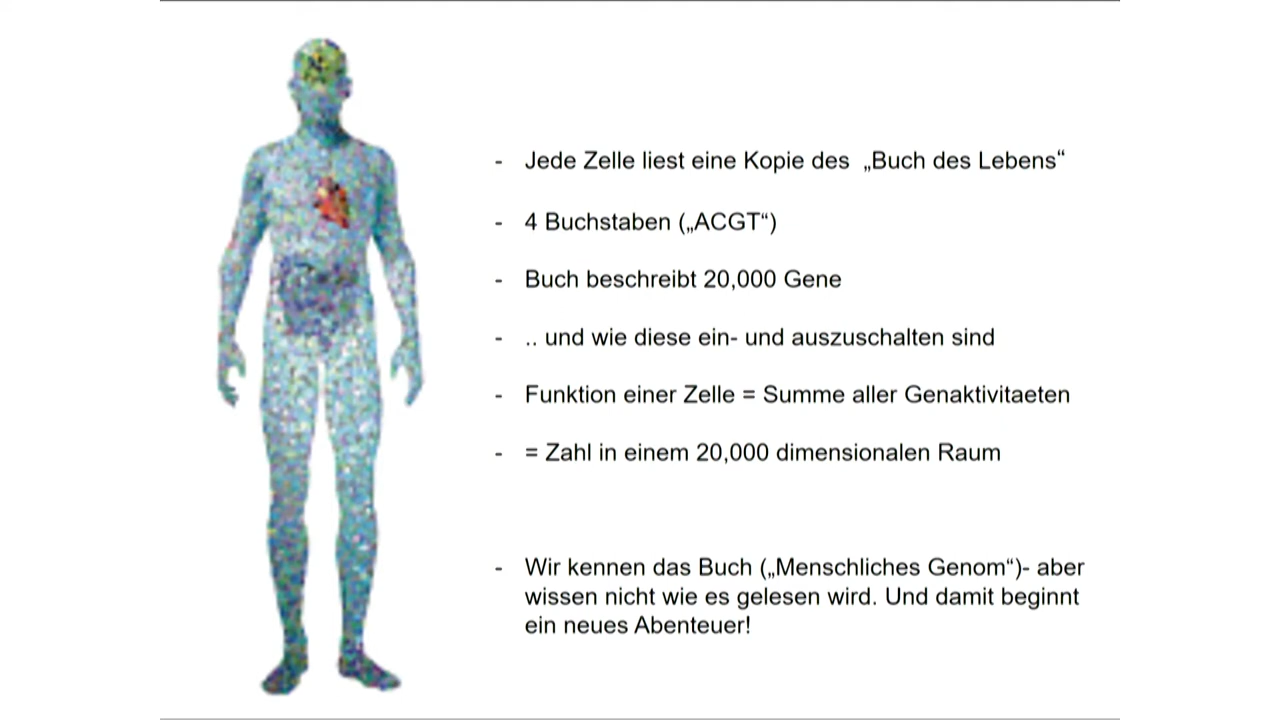 - Jede Zelle liest eine Kopie des „Buch des Lebens“
- 4 Buchstaben („ACGT“)
- Buch beschreibt 20,000 Gene
- .. und wie diese ein- und auszuschalten sind
- Funktion einer Zelle = Summe aller Genaktivitaeten
- = Zahl in einem 20,000 dimensionalen Raum
- Wir kennen das Buch („Menschliches Genom“)- aber
wissen nicht wie es gelesen wird. Und damit beginnt
ein neues Abenteuer!